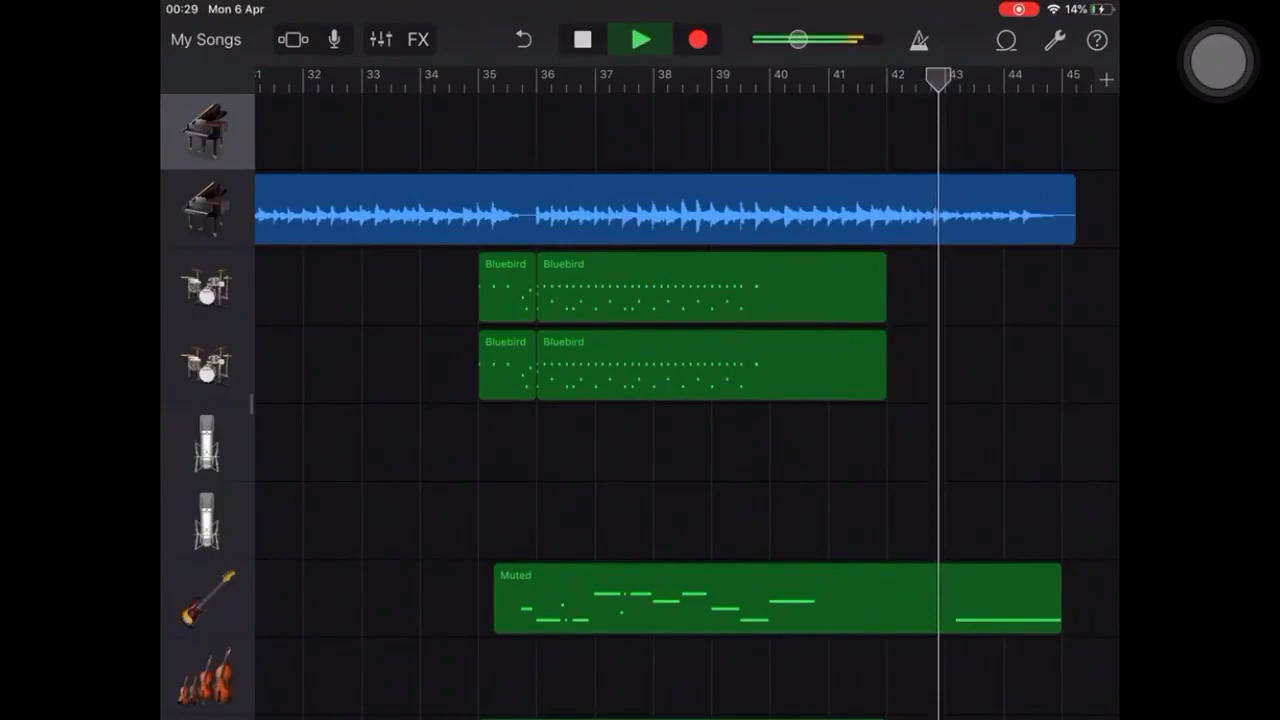 00:29 Mon 6 Apr 14%
My Songs FX
32 33 34 35 36 37 38 39 40 41 42 43 44 45
Bluebird Bluebird
Bluebird Bluebird
Muted